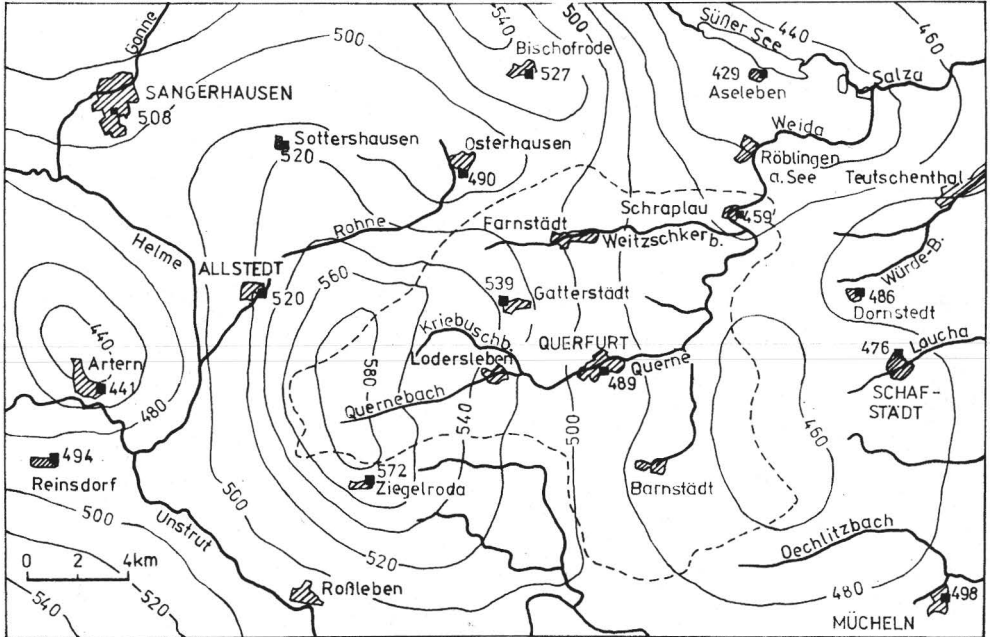 Gonne
500
540
500
Süßer See
440
460
Bischofrode
527
429
Aseleben
Salza
SANGERHAUSEN
508
Sottershausen
520
Osterhausen
490
Weida
Röblingen
a. See
Teutschenthal
Helme
Rohne
Farnstädt
Schraplau
459
Weitzschkerb.
Würde-B.
ALLSTEDT
520
560
539
Gatterstädt
486
Dornstedt
440
Artern
441
580
Kriebuschb.
Lodersleben
QUERFURT
489
Querne
476
Laucha
SCHAF-
STÄDT
480
Quernebach
540
500
460
494
Reinsdorf
572
Ziegelroda
Barnstädt
500
500
Unstrut
0 2 4km
520
Oechlitzbach
540
520
Roßleben
480
498
MÜCHELN